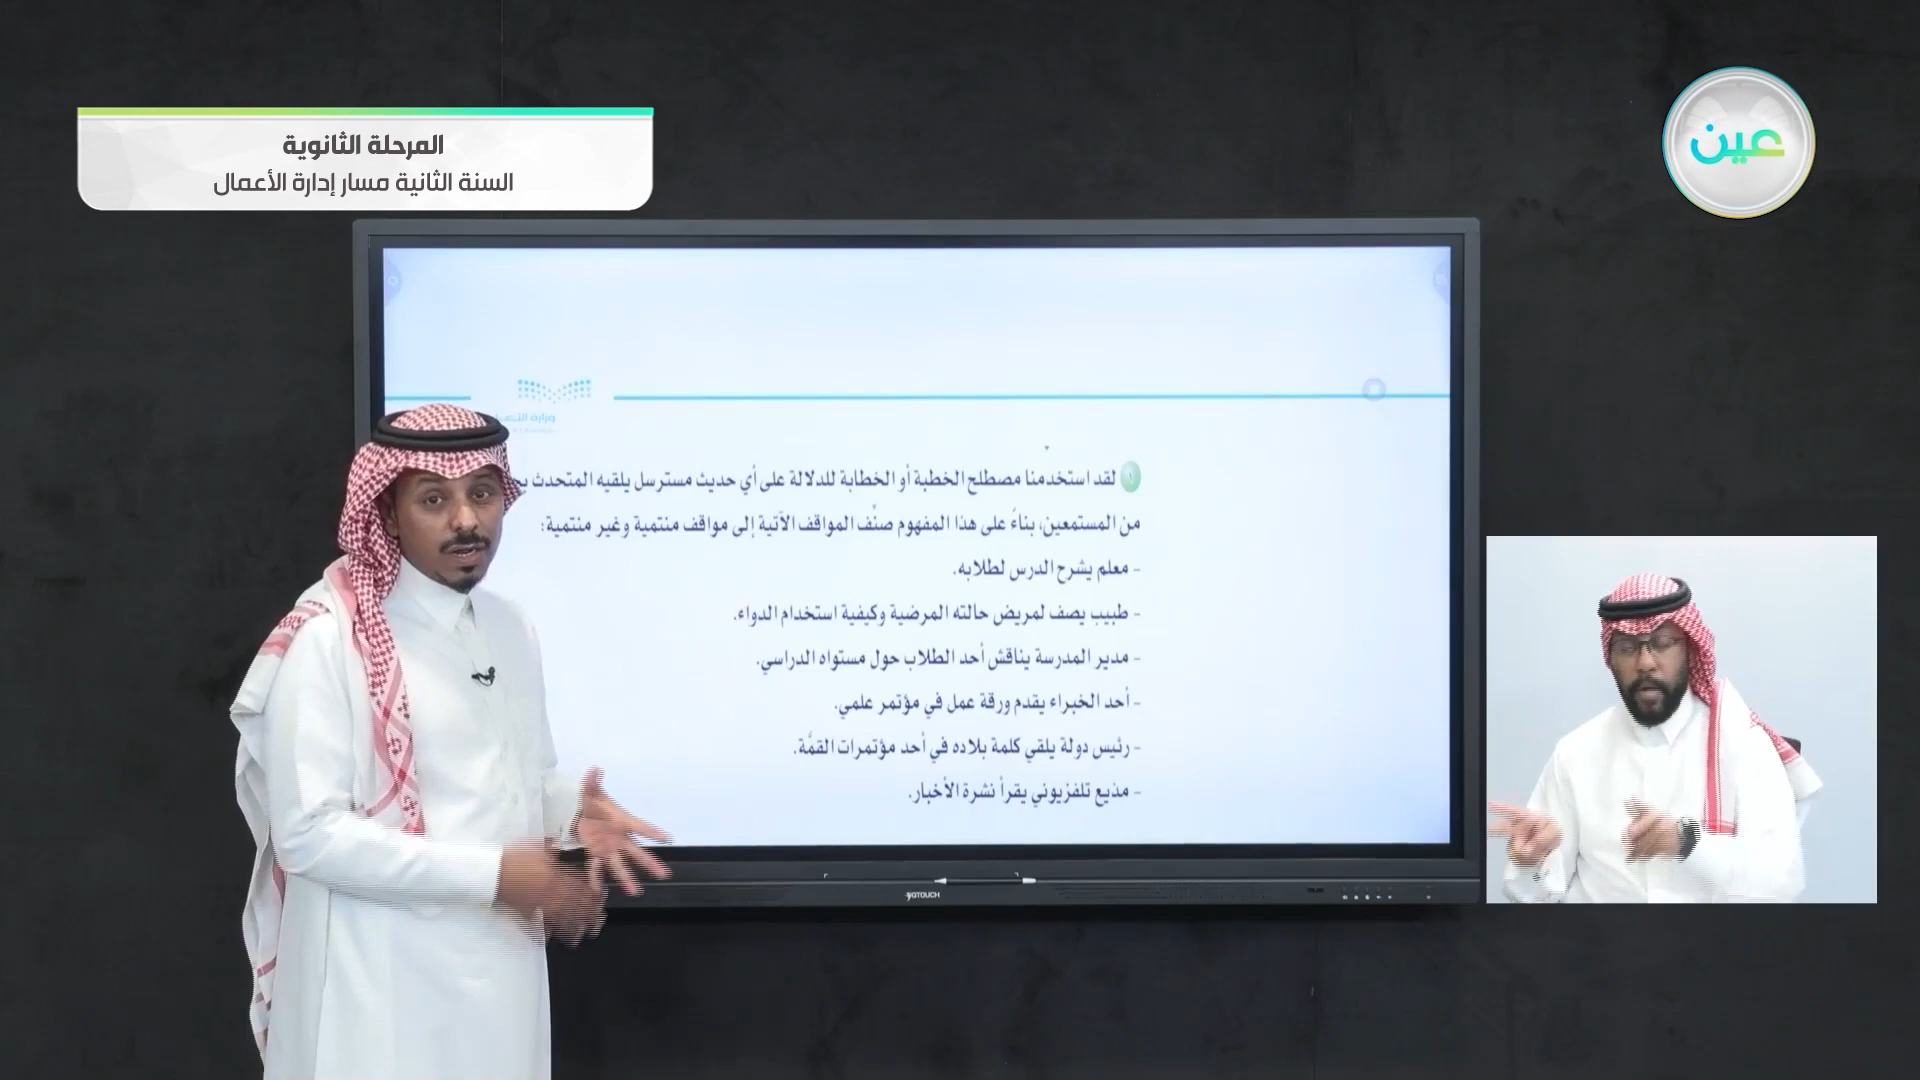 المرحلة الثانوية
السنة الثانية مسار إدارة الأعمال
عين
وزارة
لقد استخدمنا مصطلح الخطبة أو الخطابة للدلالة على أي حديث مسترسل يلقيه المتحدث
من المستمعين، بناءً على هذا المفهوم صنِّف المواقف الآتية إلى مواقف منتمية وغير منتمية:
- معلم يشرح الدرس لطلابه.
- طبيب يصف لمريض حالته المرضية وكيفية استخدام الدواء.
- مدير المدرسة يناقش أحد الطلاب حول مستواه الدراسي.
- أحد الخبراء يقدم ورقة عمل في مؤتمر علمي.
- رئيس دولة يلقي كلمة بلاده في أحد مؤتمرات القمَّة.
- مذيع تلفزيوني يقرأ نشرة الأخبار.